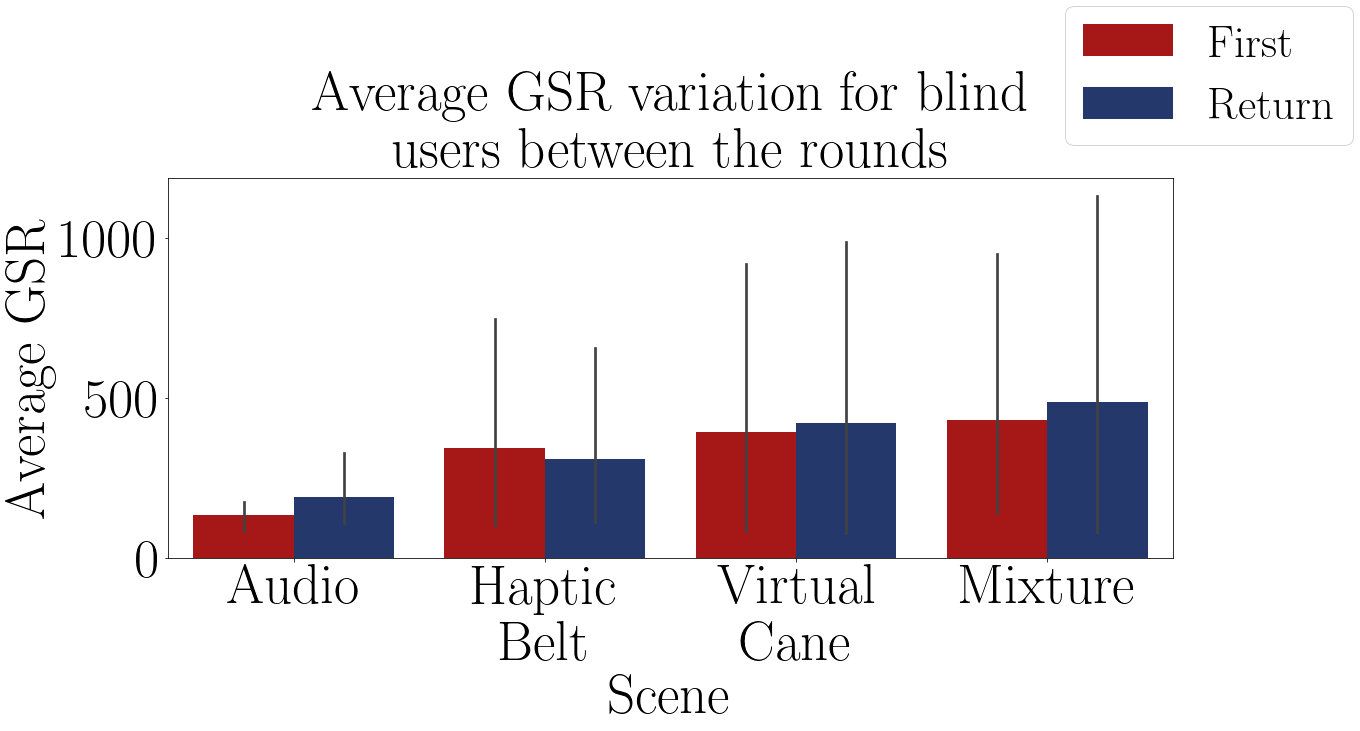 First
Return
Average GSR variation for blind
users between the rounds
Average GSR
1000
500
0
Audio
Haptic
Belt
Virtual
Cane
Mixture
Scene